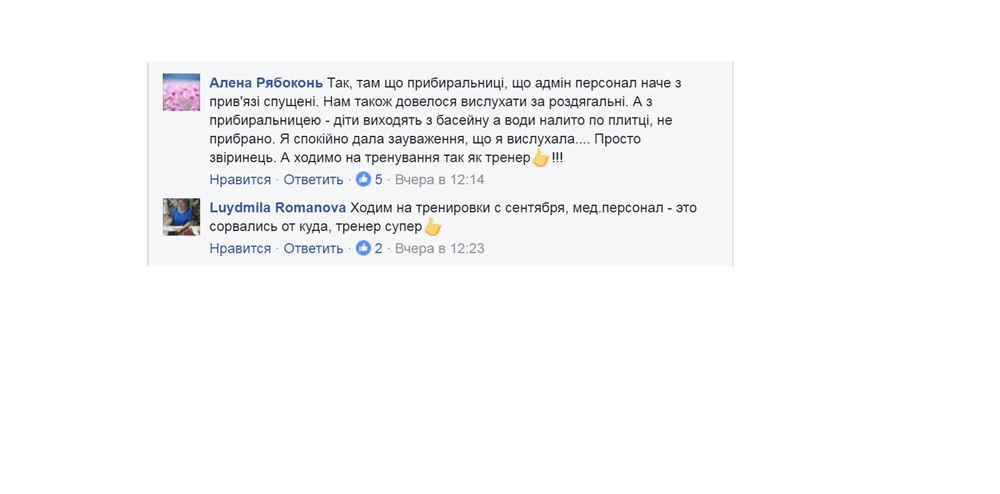 Алена Рябоконь Так, там що прибиральниці, що адмін персонал наче з
прив'язі спущені. Нам також довелося вислухати за роздягальні. А з
прибиральницею - діти виходять з басейну а води налито по плитці, не
прибрано. Я спокійно дала зауваження, що я вислухала.... Просто
звіринець. А ходимо на тренування так як тренер👍!!!
Нравится · Ответить · 5 · Вчера в 12:14
Luydmila Romanova Ходим на тренировки с сентября, мед.персонал - это
сорвались от куда, тренер супер👍
Нравится · Ответить · 2 · Вчера в 12:23